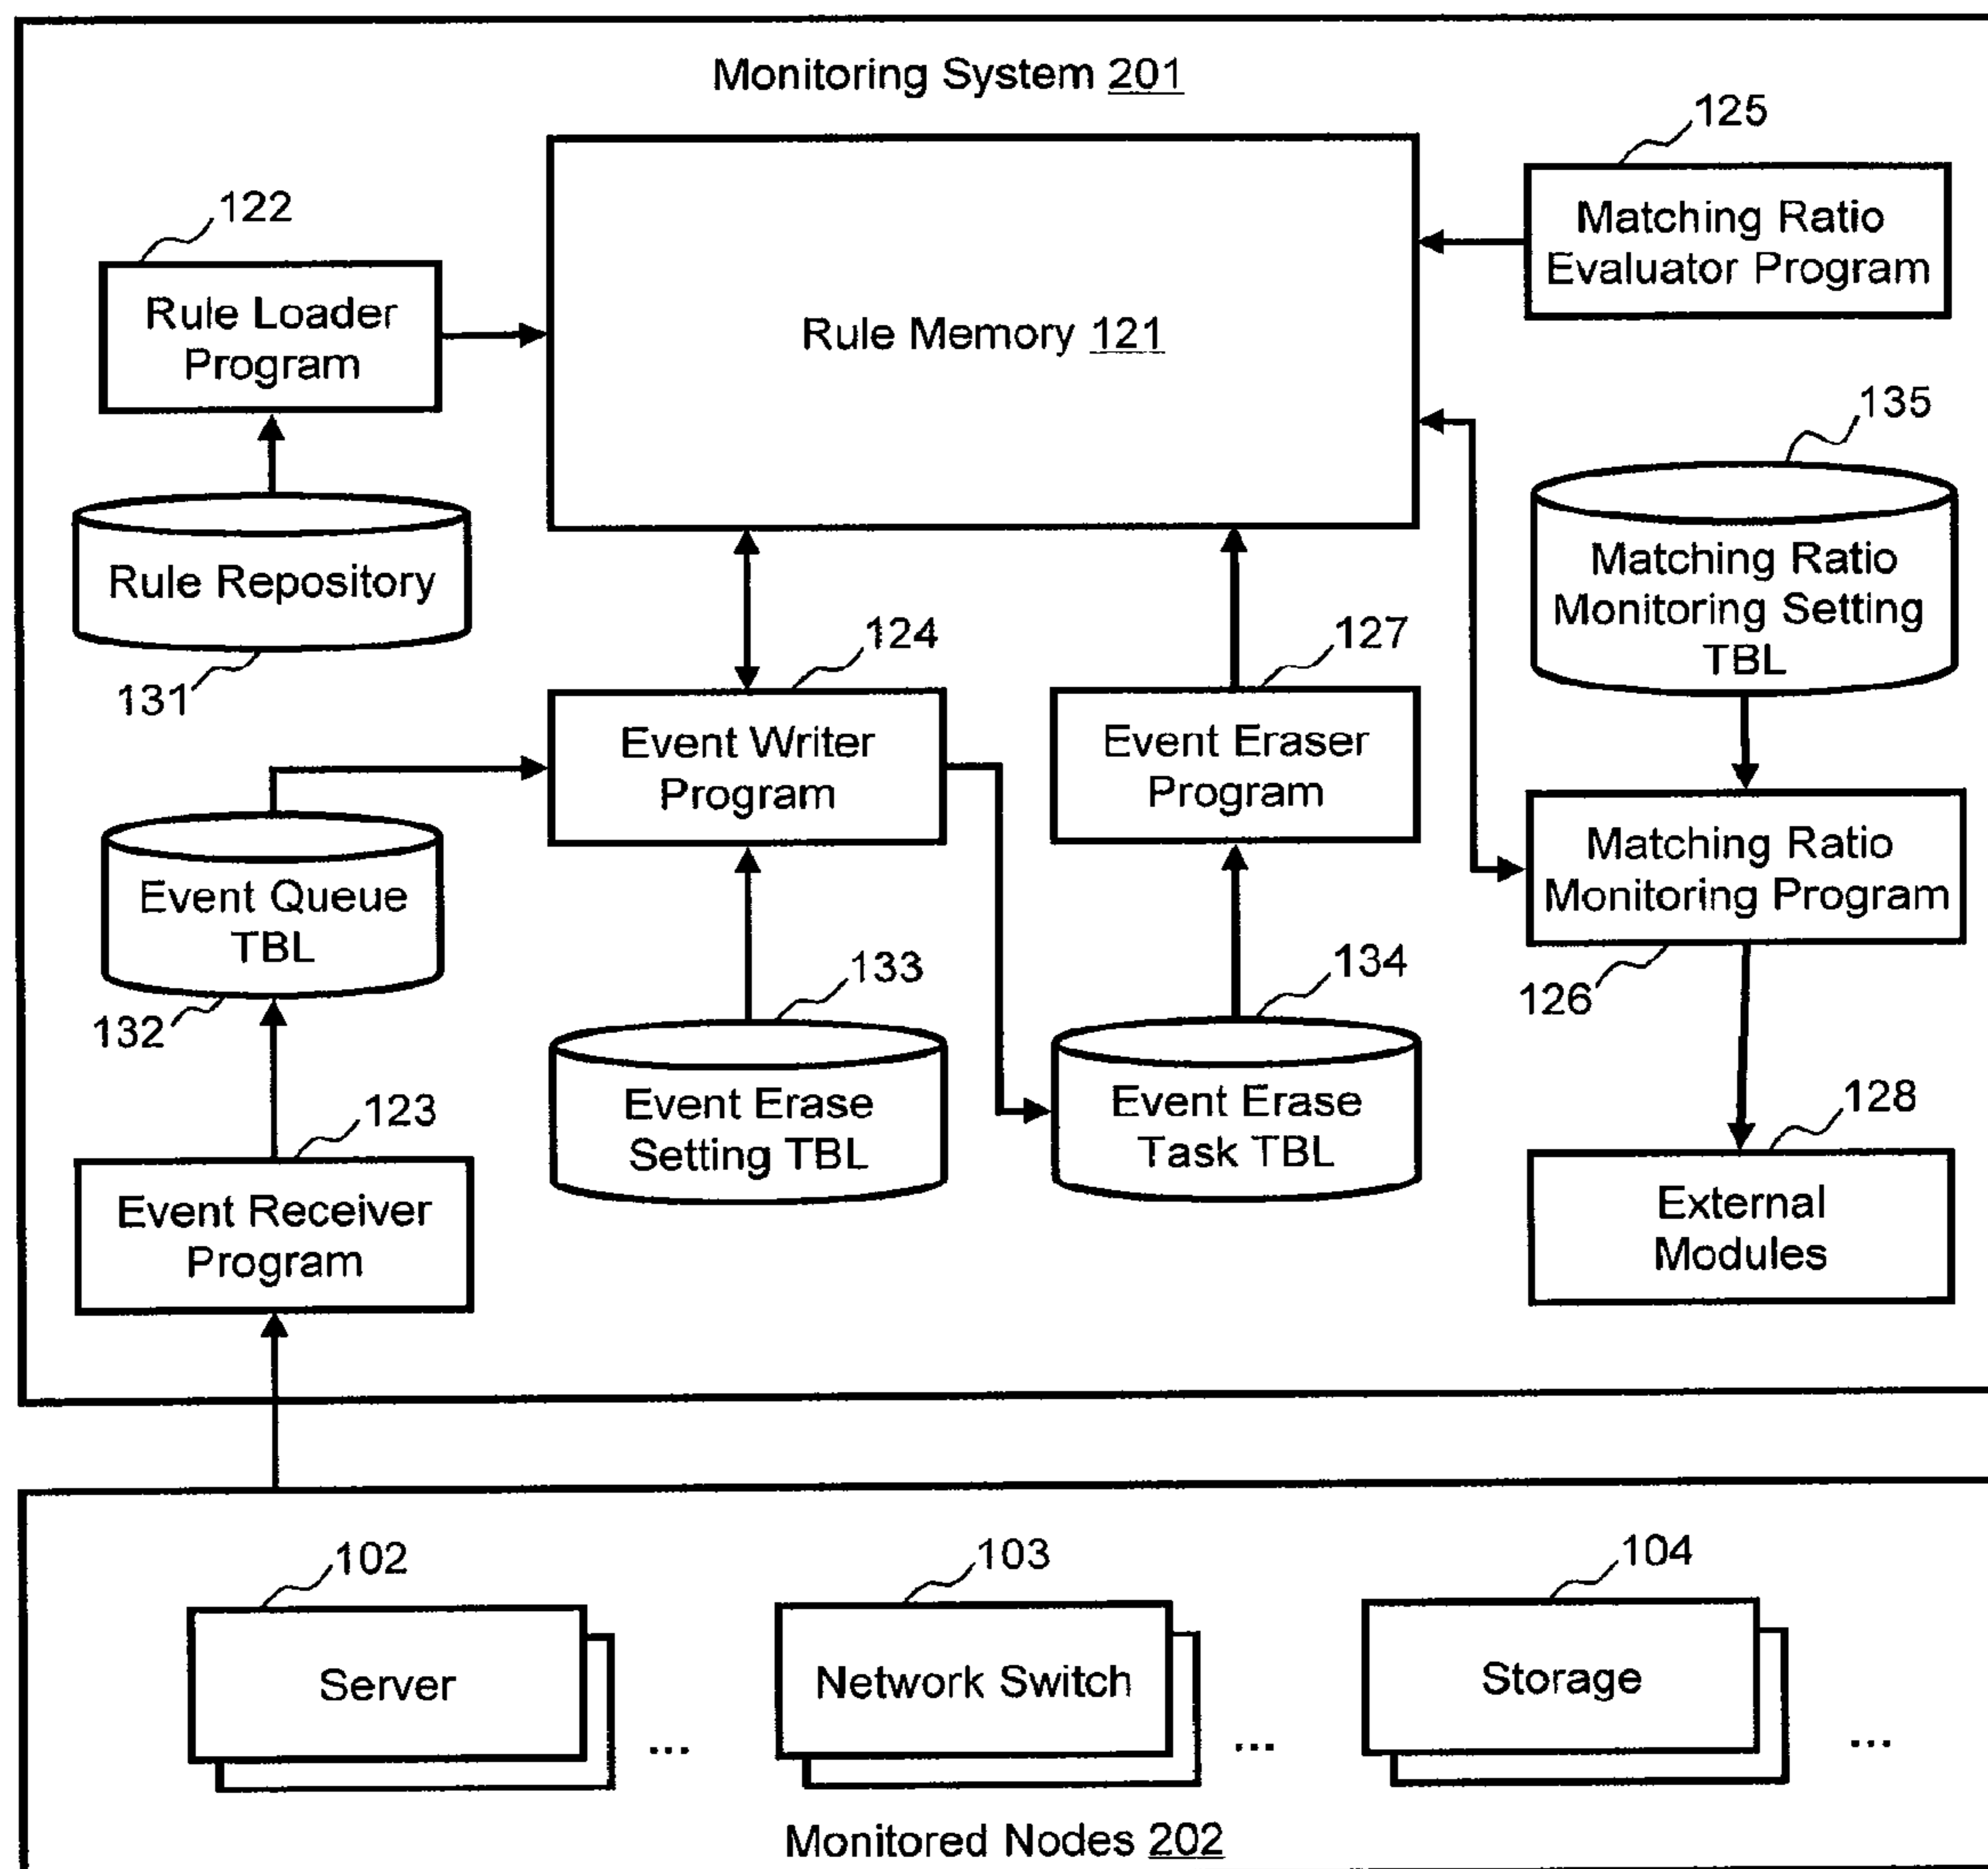 Monitoring System 201
125
Matching Ratio
Evaluator Program
122
Rule Loader
Program
Rule Memory 121
135
Matching Ratio
Monitoring Setting
TBL
Rule Repository
131
124
127
Event Writer
Program
Event Eraser
Program
Matching Ratio
Monitoring Program
126
Event Queue
TBL
132
133
134
Event Erase
Setting TBL
Event Erase
Task TBL
128
External
Modules
123
Event Receiver
Program
102
103
104
Server
...
Network Switch
...
Storage
...
Monitored Nodes 202